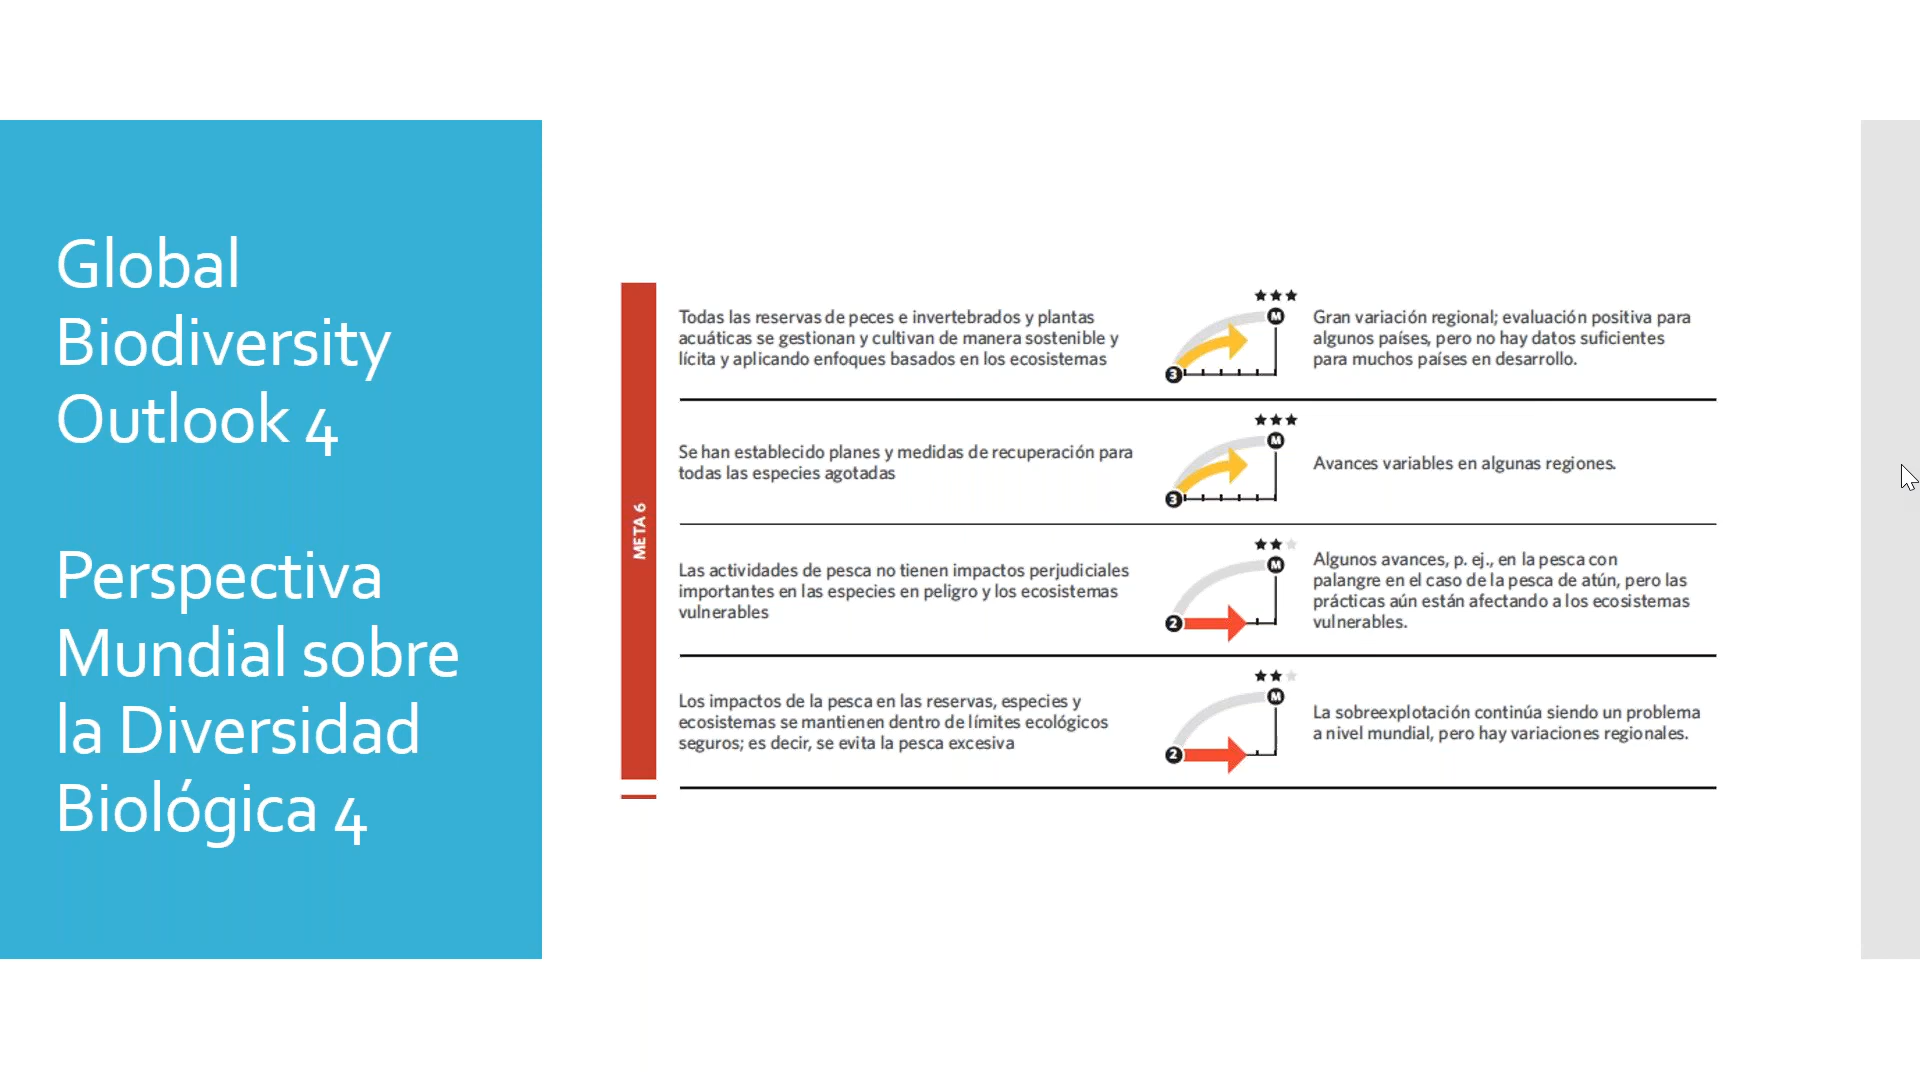 Global
Biodiversity
Outlook 4
Perspectiva
Mundial sobre
la Diversidad
Biológica 4
META 6
Todas las reservas de peces e invertebrados y plantas
acuáticas se gestionan y cultivan de manera sostenible y
lícita y aplicando enfoques basados en los ecosistemas
M
3
Gran variación regional; evaluación positiva para
algunos países, pero no hay datos suficientes
para muchos países en desarrollo.
Se han establecido planes y medidas de recuperación para
todas las especies agotadas
M
3
Avances variables en algunas regiones.
Las actividades de pesca no tienen impactos perjudiciales
importantes en las especies en peligro y los ecosistemas
vulnerables
M
2
Algunos avances, p. ej., en la pesca con
palangre en el caso de la pesca de atún, pero las
prácticas aún están afectando a los ecosistemas
vulnerables.
Los impactos de la pesca en las reservas, especies y
ecosistemas se mantienen dentro de límites ecológicos
seguros; es decir, se evita la pesca excesiva
M
2
La sobreexplotación continúa siendo un problema
a nivel mundial, pero hay variaciones regionales.